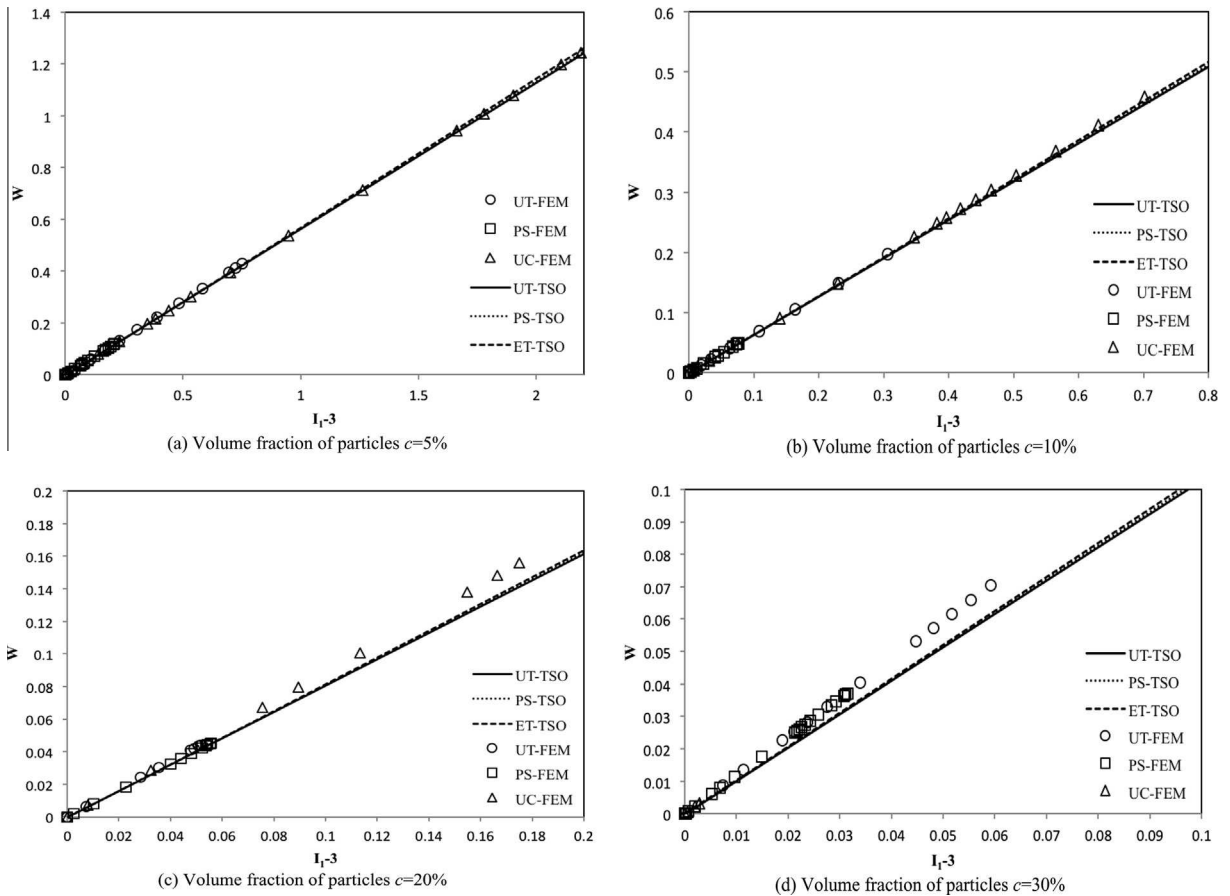 1.4
1.2
1
0.8
0.6
0.4
0.2
0
W
0 0.5 1 1.5 2
I₁-3
UT-FEM
PS-FEM
UC-FEM
UT-TSO
PS-TSO
ET-TSO
(a) Volume fraction of particles c=5%
0.6
0.5
0.4
0.3
0.2
0.1
0
W
0 0.1 0.2 0.3 0.4 0.5 0.6 0.7 0.8
I₁-3
UT-TSO
PS-TSO
ET-TSO
UT-FEM
PS-FEM
UC-FEM
(b) Volume fraction of particles c=10%
0.2
0.18
0.16
0.14
0.12
0.1
0.08
0.06
0.04
0.02
0
W
0 0.02 0.04 0.06 0.08 0.1 0.12 0.14 0.16 0.18 0.2
I₁-3
UT-TSO
PS-TSO
ET-TSO
UT-FEM
PS-FEM
UC-FEM
(c) Volume fraction of particles c=20%
0.1
0.09
0.08
0.07
0.06
0.05
0.04
0.03
0.02
0.01
0
W
0 0.01 0.02 0.03 0.04 0.05 0.06 0.07 0.08 0.09 0.1
I₁-3
UT-TSO
PS-TSO
ET-TSO
UT-FEM
PS-FEM
UC-FEM
(d) Volume fraction of particles c=30%